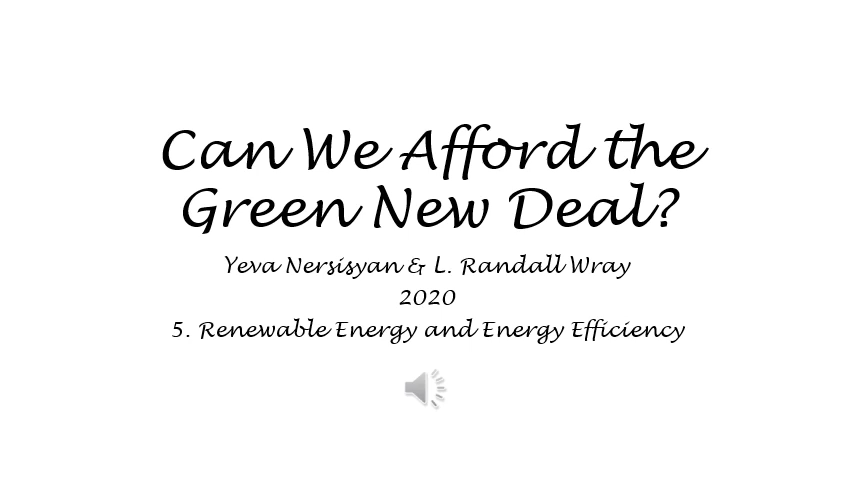 Can We Afford the
Green New Deal?
Yeva Nersisyan & L. Randall Wray
2020
5. Renewable Energy and Energy Efficiency